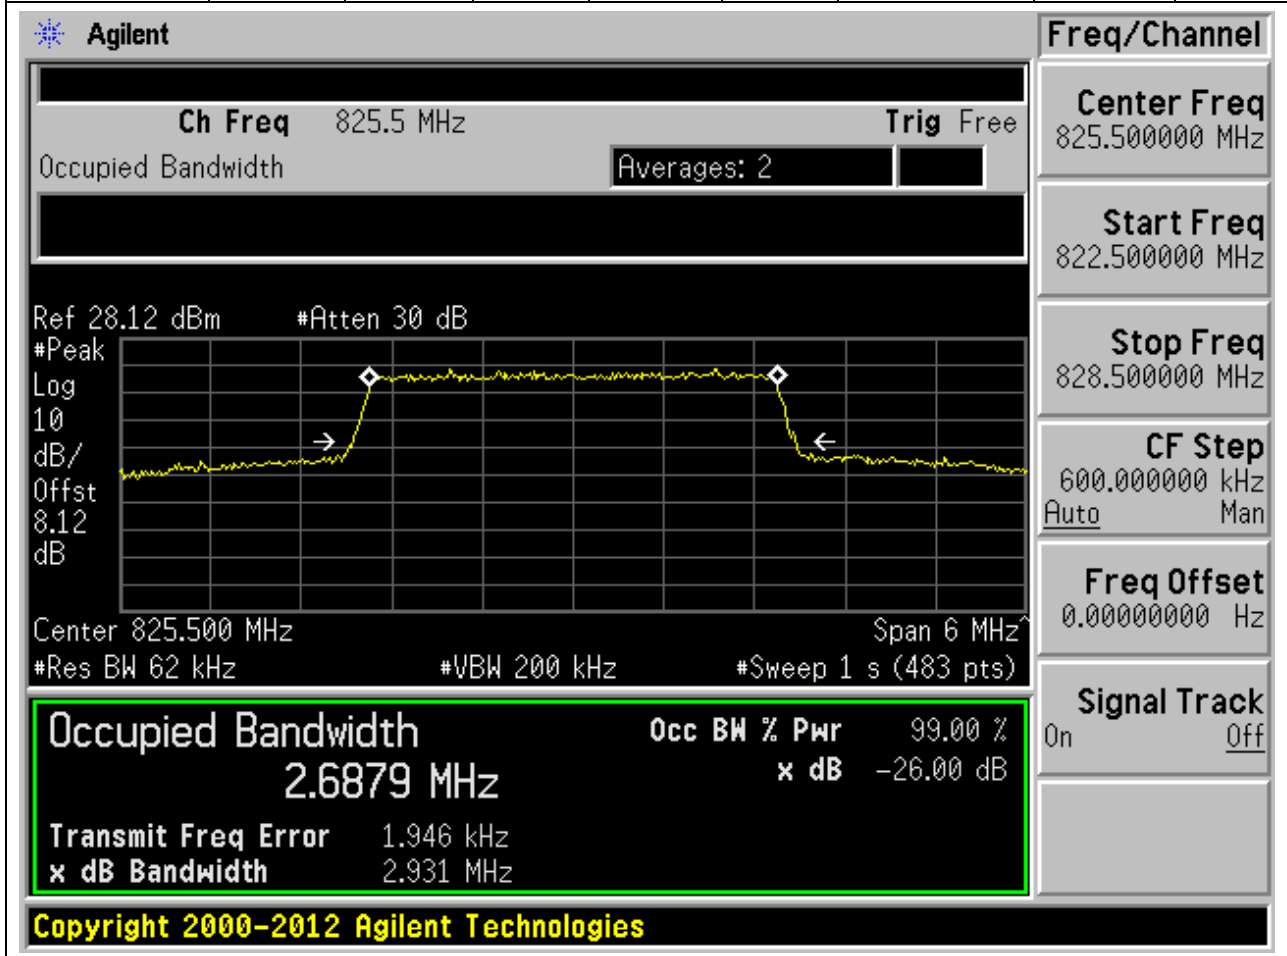 Agilent
Freq/Channel
Ch Freq 825.5 MHz Trig Free
Occupied Bandwidth Averages: 2
Ref 28.12 dBm #Atten 30 dB
#Peak
Log
10
dB/
Offst
8.12
dB
Center 825.500 MHz Span 6 MHz^
#Res BW 62 kHz #VBW 200 kHz #Sweep 1 s (483 pts)
Occupied Bandwidth Occ BW % Pwr 99.00 %
2.6879 MHz x dB -26.00 dB
Transmit Freq Error 1.946 kHz
x dB Bandwidth 2.931 MHz
Copyright 2000-2012 Agilent Technologies
Center Freq
825.500000 MHz
Start Freq
822.500000 MHz
Stop Freq
828.500000 MHz
CF Step
600.000000 kHz
Auto Man
Freq Offset
0.00000000 Hz
Signal Track
On Off